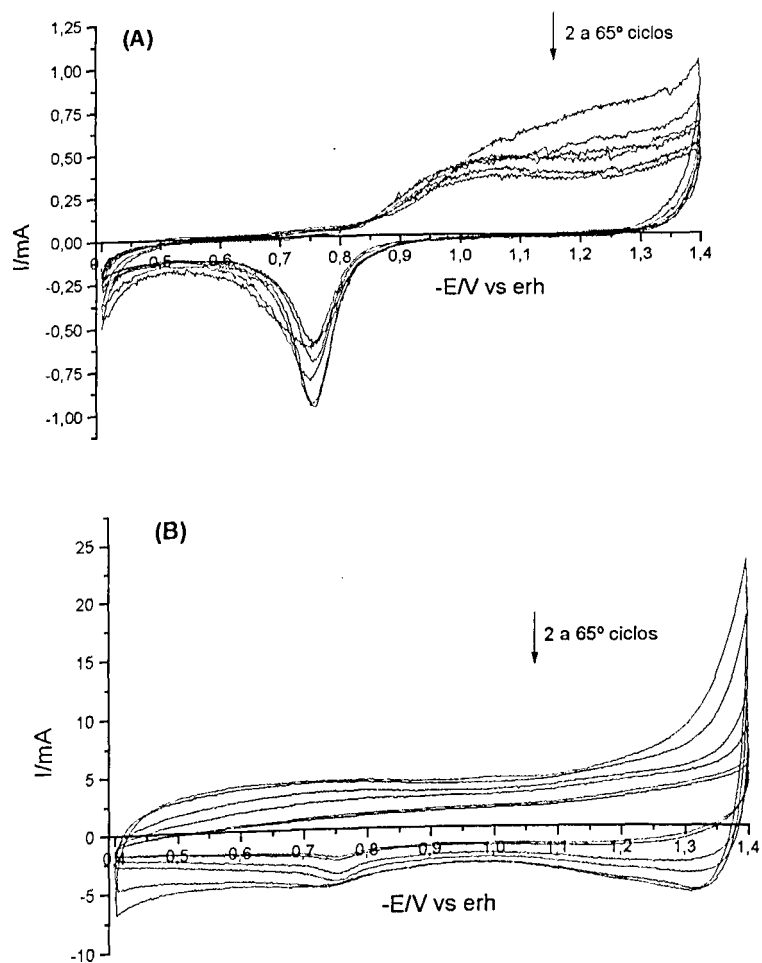 (A)
2 a 65º ciclos
1,25
1,00
0,75
0,50
0,25
0,00
-0,25
-0,50
-0,75
-1,00
I/mA
0,5 0,6 0,7 0,8 0,9 1,0 1,1 1,2 1,3 1,4
-E/V vs erh
(B)
2 a 65º ciclos
25
20
15
10
5
0
-5
-10
I/mA
0,4 0,5 0,6 0,7 0,8 0,9 1,0 1,1 1,2 1,3 1,4
-E/V vs erh